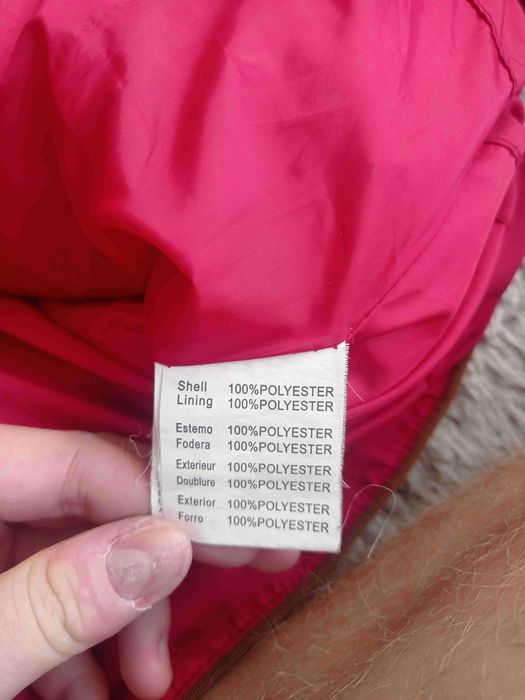 Shell 100%POLYESTER
Lining 100%POLYESTER
Estemo 100%POLYESTER
Fodera 100%POLYESTER
Exterieur 100%POLYESTER
Doublure 100%POLYESTER
Exterior 100%POLYESTER
Forro 100%POLYESTER